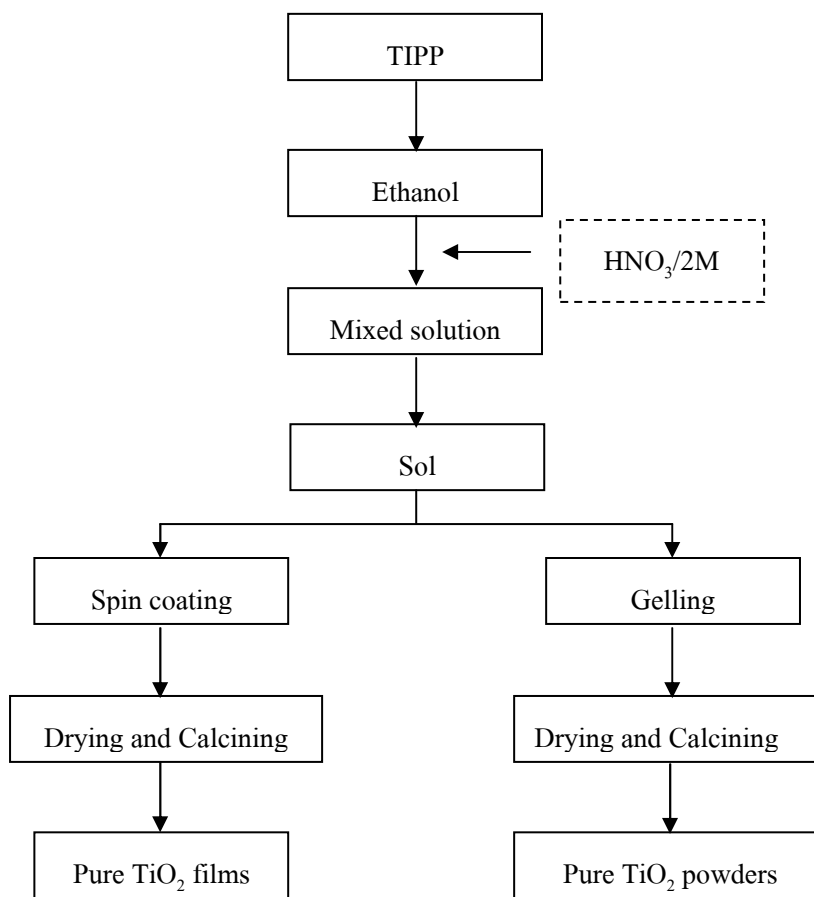 TIPP
Ethanol
HNO₃/2M
Mixed solution
Sol
Spin coating
Gelling
Drying and Calcining
Drying and Calcining
Pure TiO₂ films
Pure TiO₂ powders